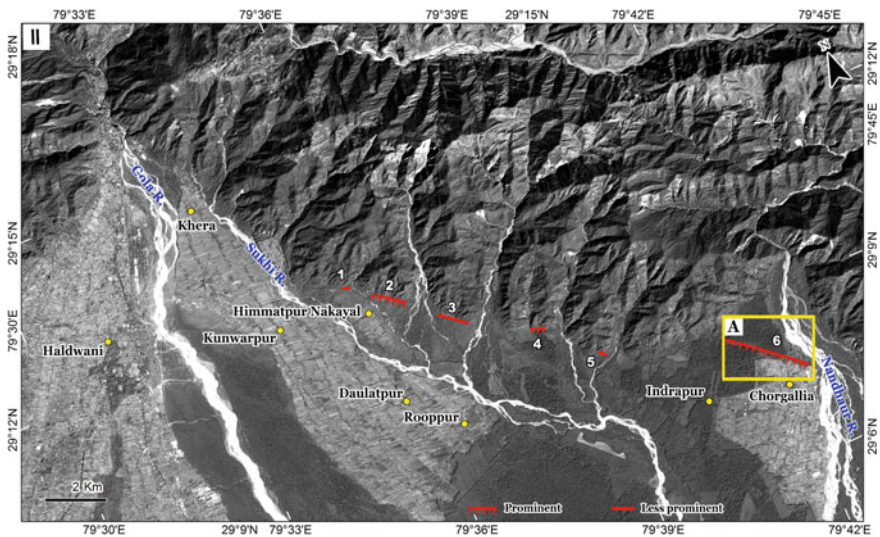 79°33'E 79°36'E 79°39'E 29°15'N 79°42'E 79°45'E
II
29°18'N
29°12'N
79°45'E
Gola R.
Khera
29°15'N
Sukhi R.
29°9'N
1
2
3
4
5
6
A
Himmatpur Nakayal
Kunwarpur
79°30'E
Haldwani
Daulatpur
Indrapur
Chorgallia
Nandhaur R.
Rooppur
29°12'N
29°6'N
2 Km
Prominent Less prominent
79°30'E 29°9'N 79°33'E 79°36'E 79°39'E 79°42'E